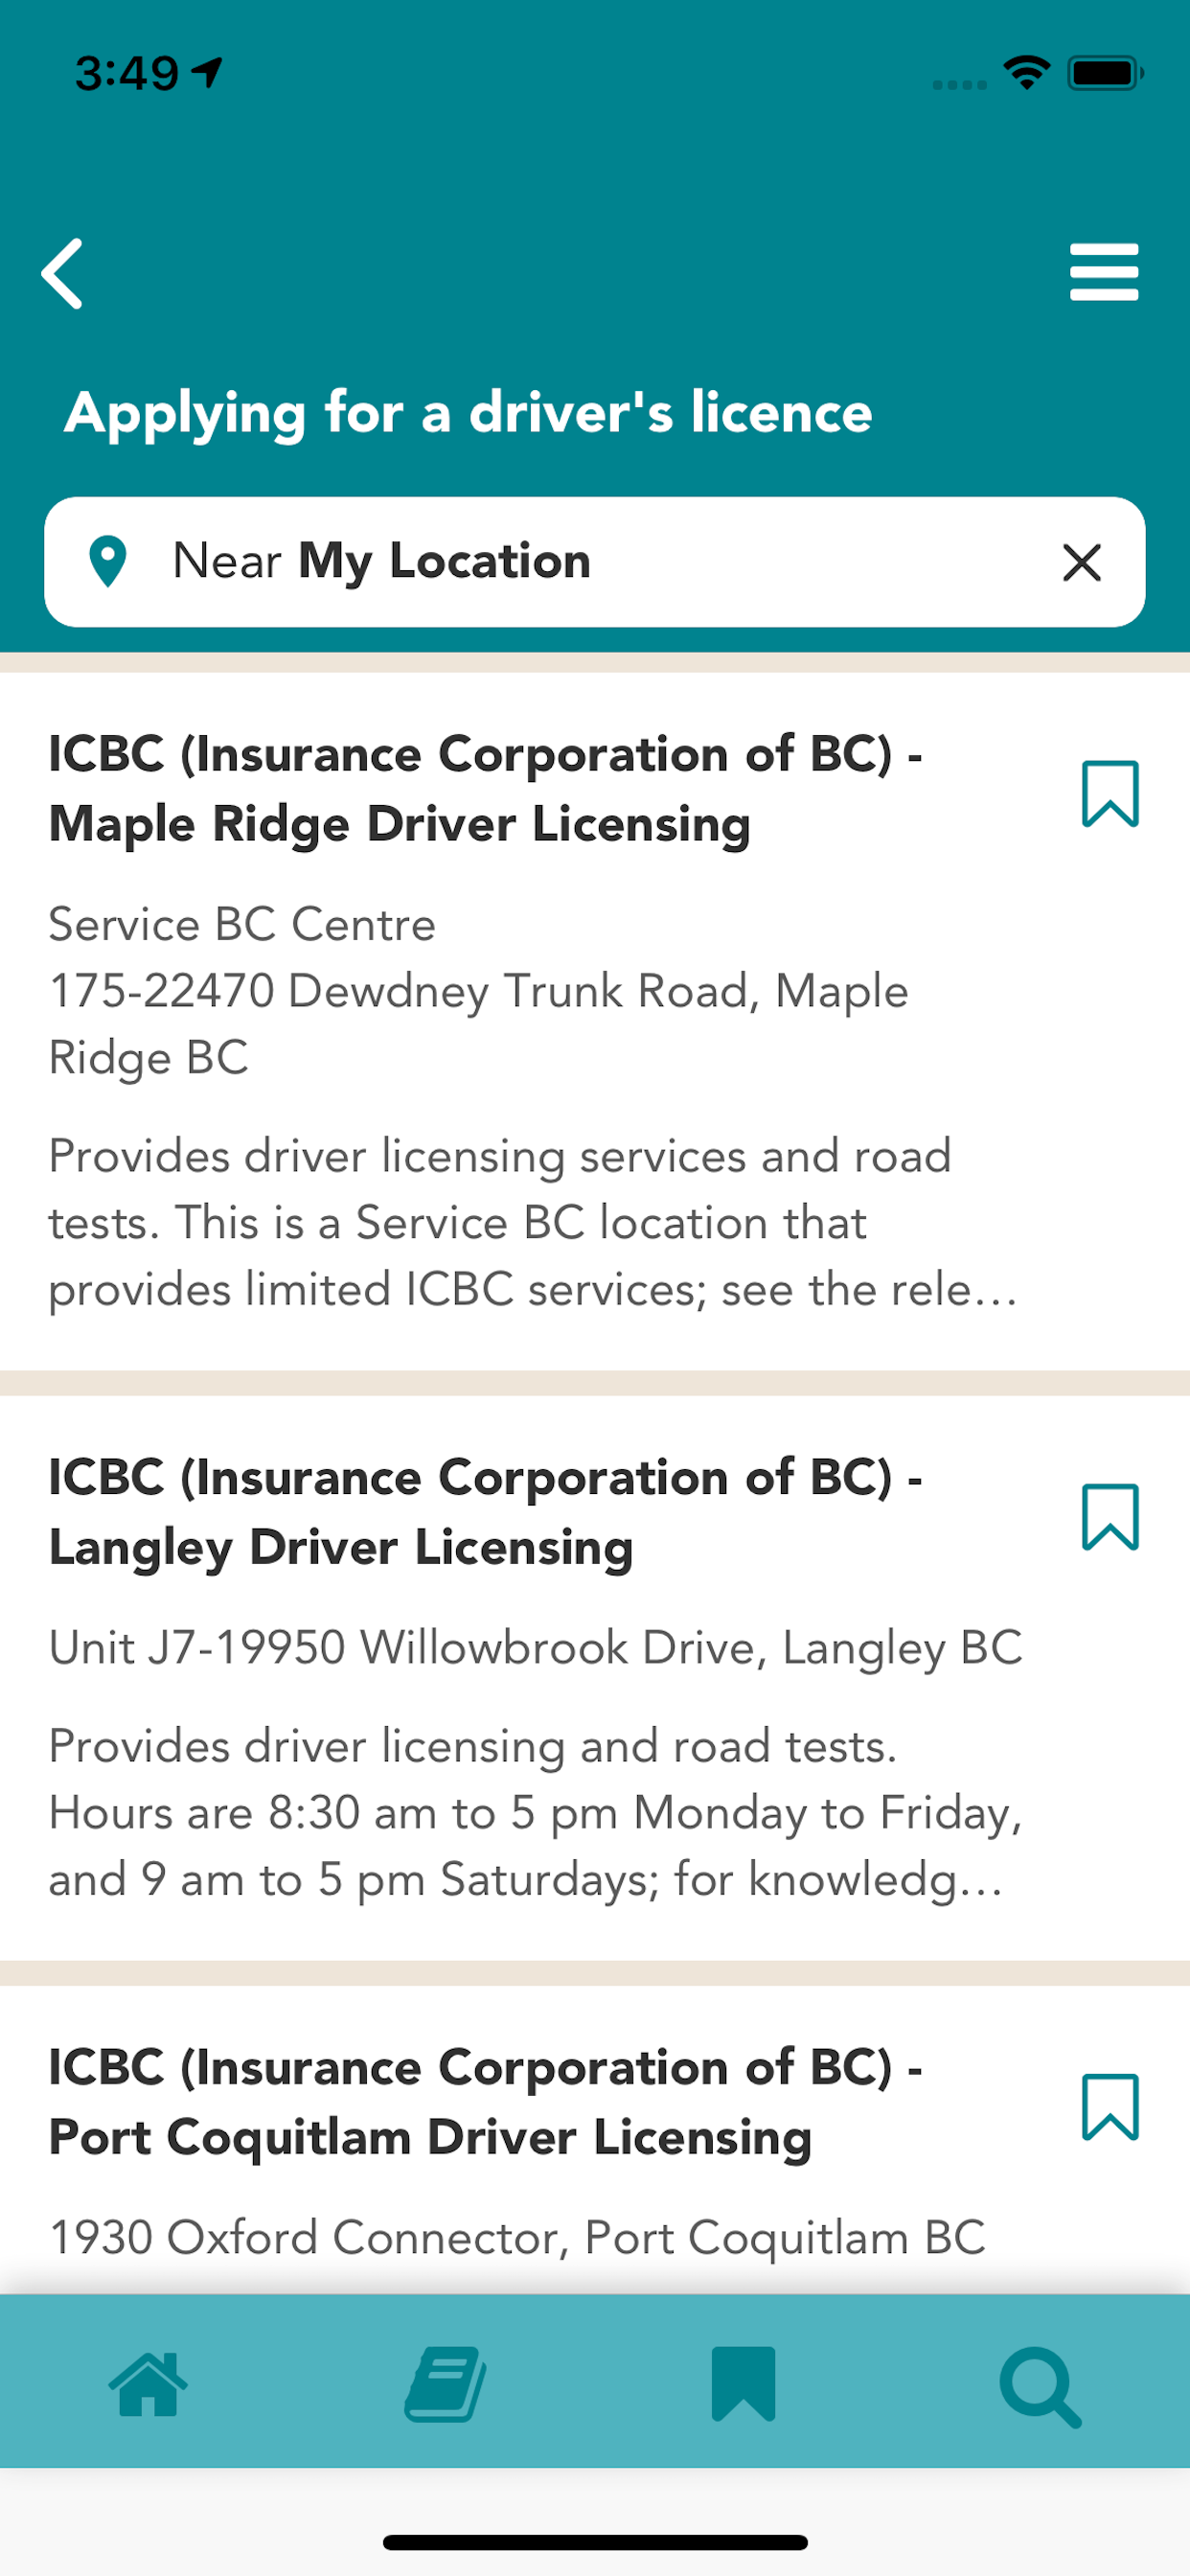 3:49
Applying for a driver's licence
Near My Location
ICBC (Insurance Corporation of BC) -
Maple Ridge Driver Licensing
Service BC Centre
175-22470 Dewdney Trunk Road, Maple
Ridge BC
Provides driver licensing services and road
tests. This is a Service BC location that
provides limited ICBC services; see the rele...
ICBC (Insurance Corporation of BC) -
Langley Driver Licensing
Unit J7-19950 Willowbrook Drive, Langley BC
Provides driver licensing and road tests.
Hours are 8:30 am to 5 pm Monday to Friday,
and 9 am to 5 pm Saturdays; for knowledg...
ICBC (Insurance Corporation of BC) -
Port Coquitlam Driver Licensing
1930 Oxford Connector, Port Coquitlam BC